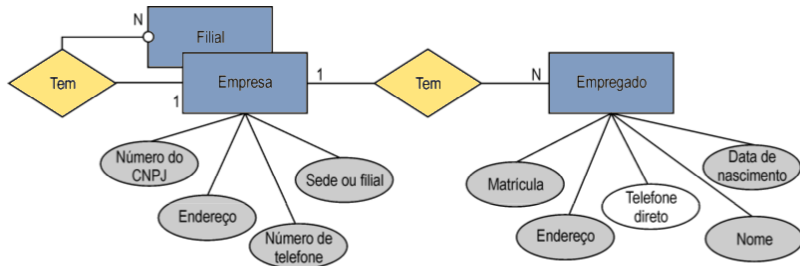 N
Filial
Tem
1
Empresa
1
Tem
N
Empregado
Número do
CNPJ
Endereço
Número de
telefone
Sede ou filial
Matrícula
Endereço
Telefone
direto
Nome
Data de
nascimento